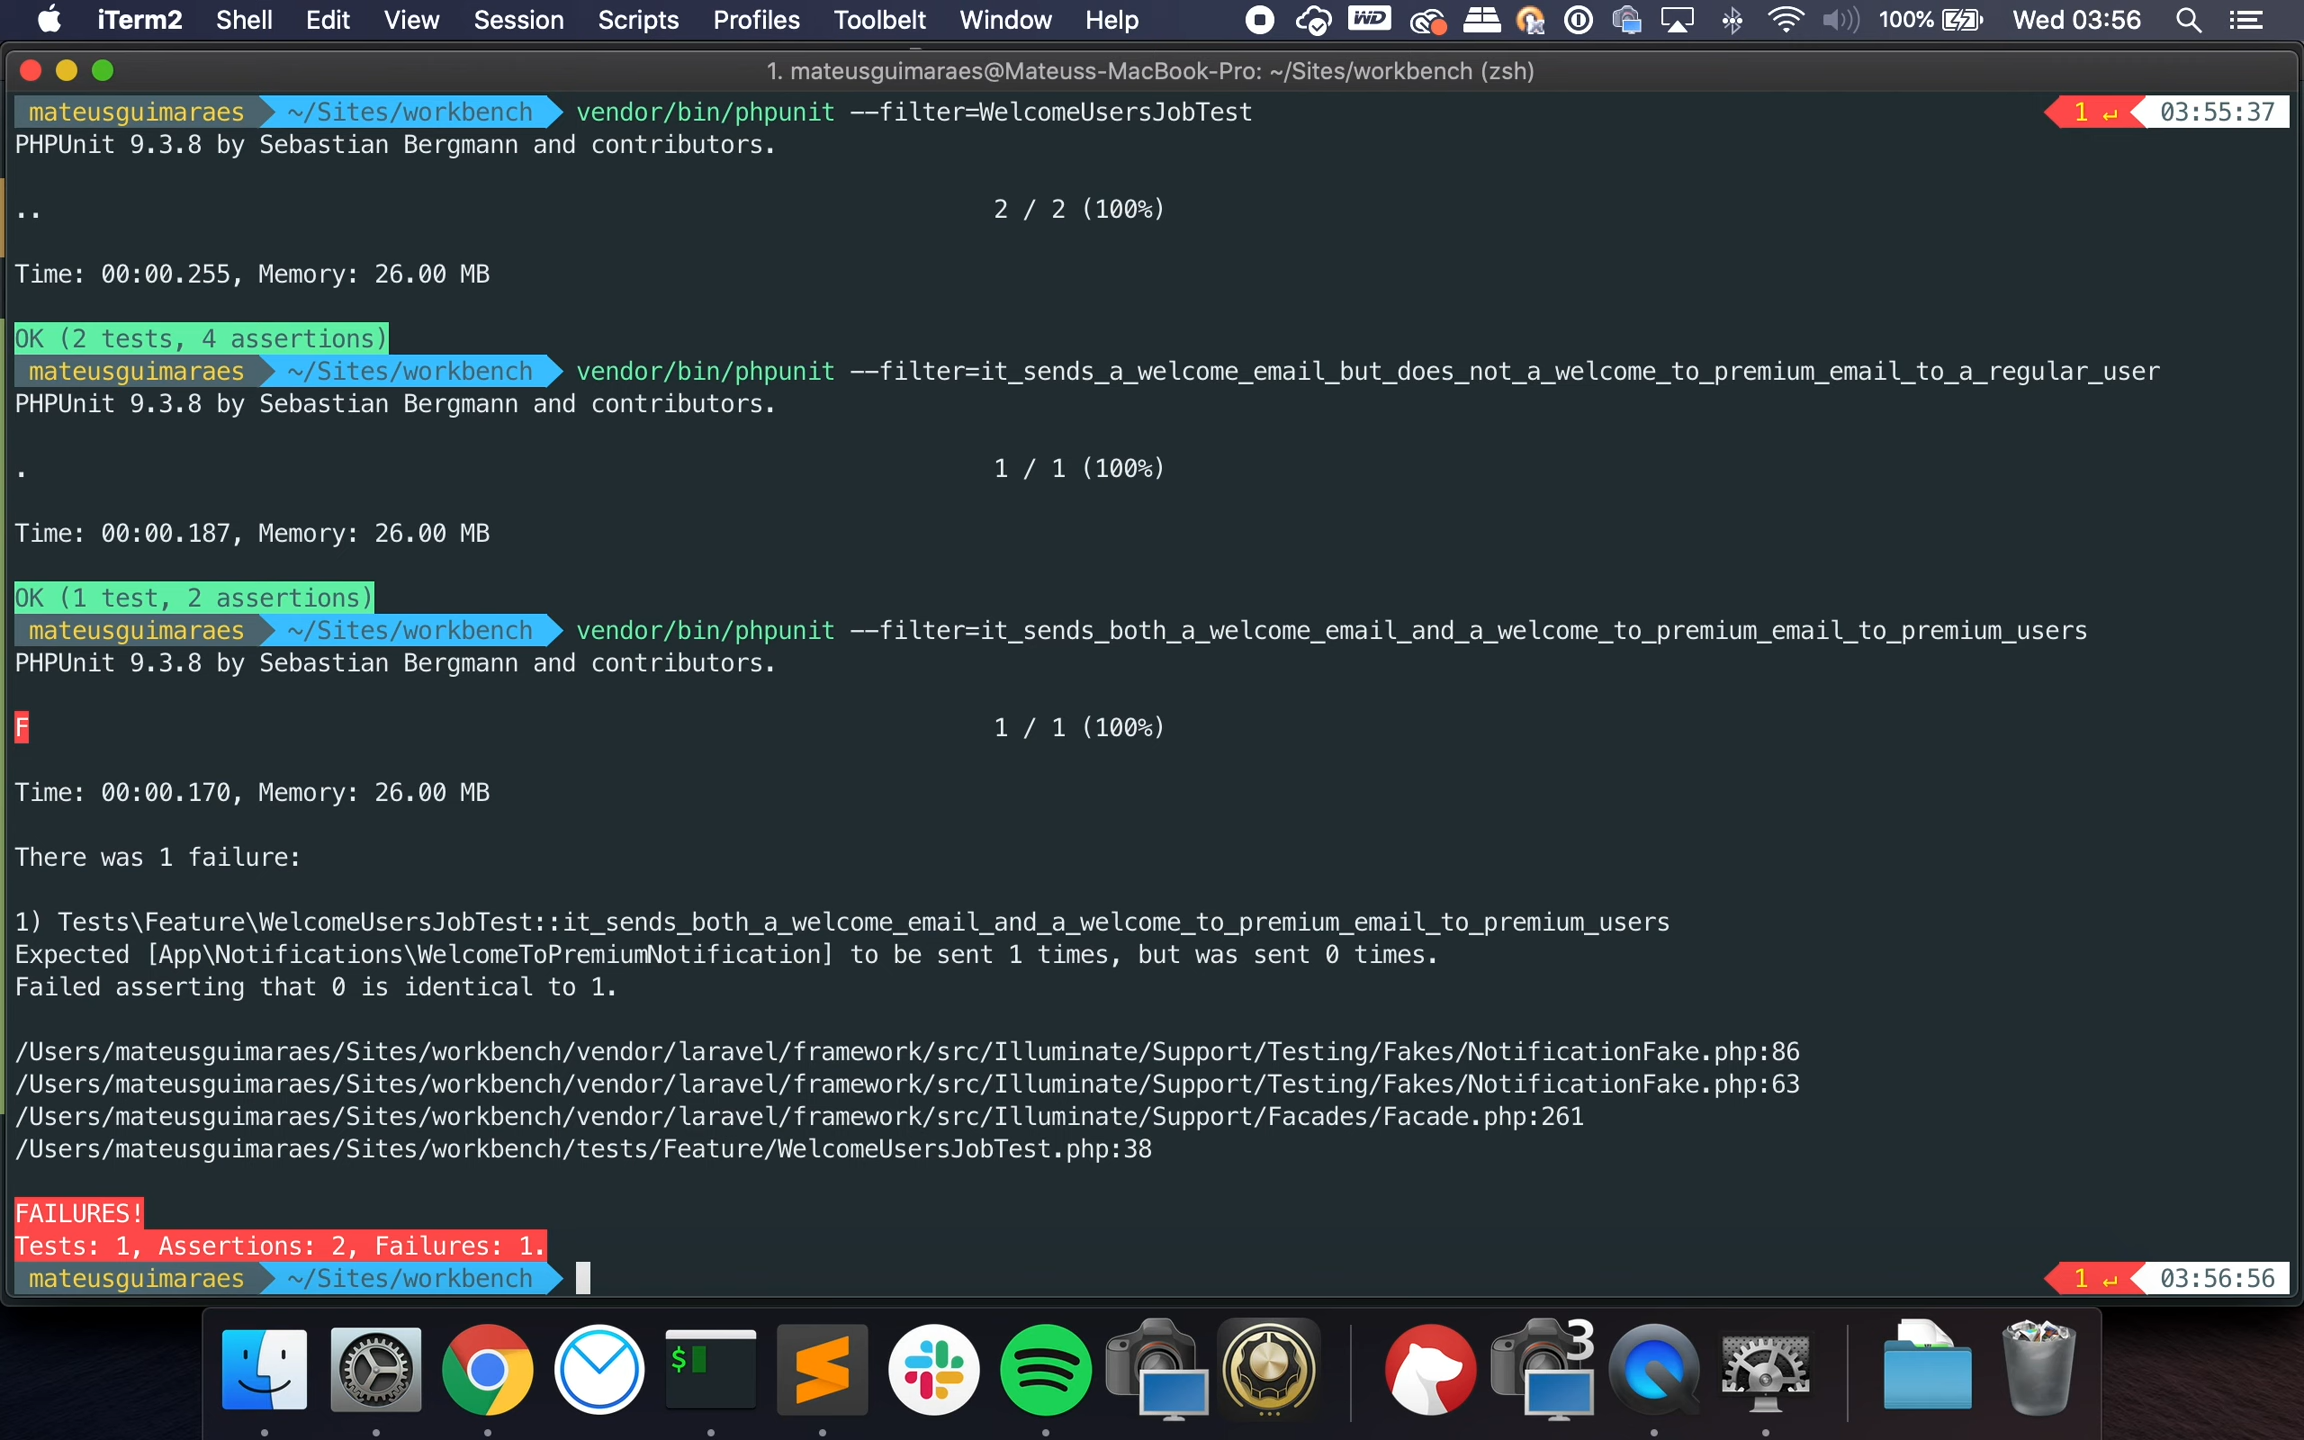 iTerm2 Shell Edit View Session Scripts Profiles Toolbelt Window Help WD 100% Wed 03:56
1. mateusguimaraes@Mateuss-MacBook-Pro: ~/Sites/workbench (zsh)
mateusguimaraes ~/Sites/workbench vendor/bin/phpunit --filter=WelcomeUsersJobTest 1 ↵ 03:55:37
PHPUnit 9.3.8 by Sebastian Bergmann and contributors.
.. 2 / 2 (100%)
Time: 00:00.255, Memory: 26.00 MB
OK (2 tests, 4 assertions)
mateusguimaraes ~/Sites/workbench vendor/bin/phpunit --filter=it_sends_a_welcome_email_but_does_not_a_welcome_to_premium_email_to_a_regular_user
PHPUnit 9.3.8 by Sebastian Bergmann and contributors.
. 1 / 1 (100%)
Time: 00:00.187, Memory: 26.00 MB
OK (1 test, 2 assertions)
mateusguimaraes ~/Sites/workbench vendor/bin/phpunit --filter=it_sends_both_a_welcome_email_and_a_welcome_to_premium_email_to_premium_users
PHPUnit 9.3.8 by Sebastian Bergmann and contributors.
F 1 / 1 (100%)
Time: 00:00.170, Memory: 26.00 MB
There was 1 failure:
1) Tests\Feature\WelcomeUsersJobTest::it_sends_both_a_welcome_email_and_a_welcome_to_premium_email_to_premium_users
Expected [App\Notifications\WelcomeToPremiumNotification] to be sent 1 times, but was sent 0 times.
Failed asserting that 0 is identical to 1.
/Users/mateusguimaraes/Sites/workbench/vendor/laravel/framework/src/Illuminate/Support/Testing/Fakes/NotificationFake.php:86
/Users/mateusguimaraes/Sites/workbench/vendor/laravel/framework/src/Illuminate/Support/Testing/Fakes/NotificationFake.php:63
/Users/mateusguimaraes/Sites/workbench/vendor/laravel/framework/src/Illuminate/Support/Facades/Facade.php:261
/Users/mateusguimaraes/Sites/workbench/tests/Feature/WelcomeUsersJobTest.php:38
FAILURES!
Tests: 1, Assertions: 2, Failures: 1.
mateusguimaraes ~/Sites/workbench 1 ↵ 03:56:56
$ 3